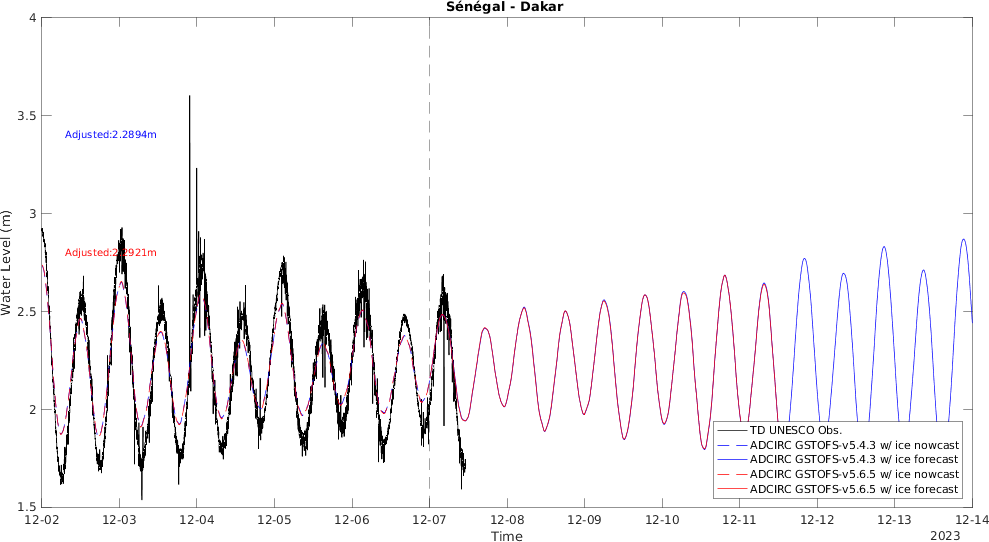 Sénégal - Dakar
4
3.5
3
2.5
2
1.5
Water Level (m)
Adjusted:2.2894m
Adjusted:2.2921m
TD UNESCO Obs.
ADCIRC GSTOFS-v5.4.3 w/ ice nowcast
ADCIRC GSTOFS-v5.4.3 w/ ice forecast
ADCIRC GSTOFS-v5.6.5 w/ ice nowcast
ADCIRC GSTOFS-v5.6.5 w/ ice forecast
12-02 12-03 12-04 12-05 12-06 12-07 12-08 12-09 12-10 12-11 12-12 12-13 12-14
Time
2023